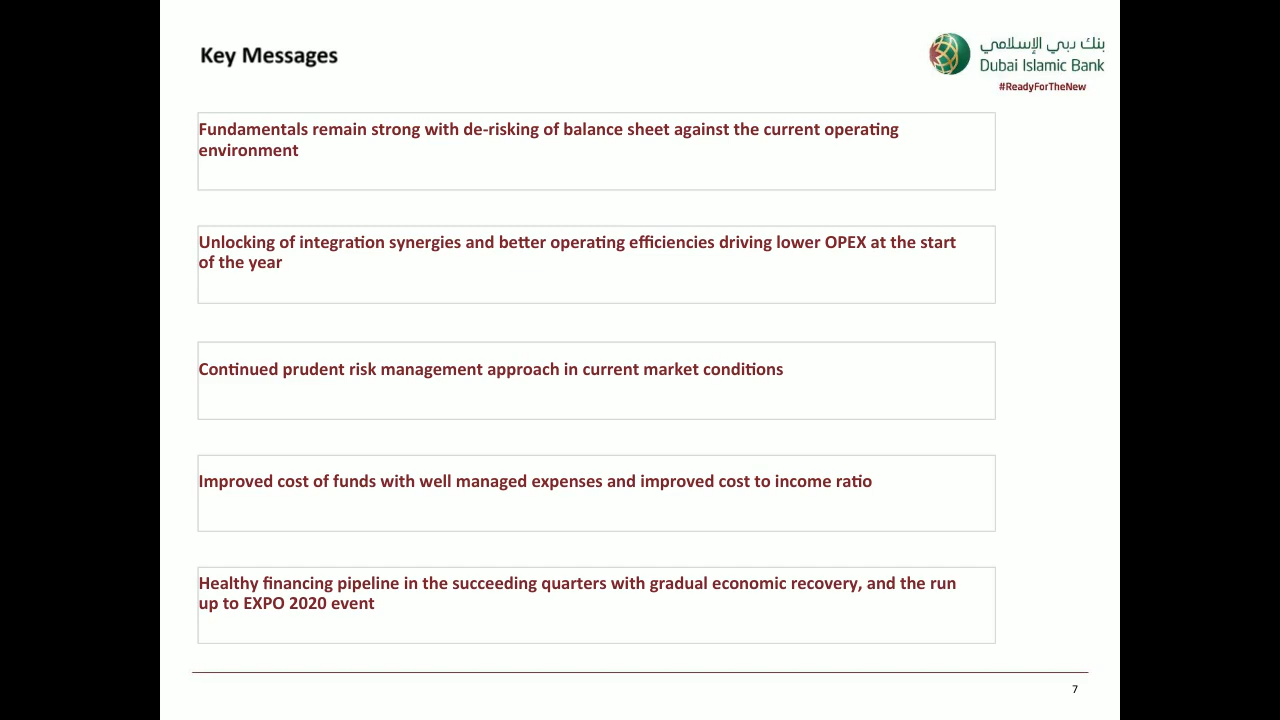 Key Messages
بنك دبي الإسلامي
Dubai Islamic Bank
#ReadyForTheNew
Fundamentals remain strong with de-risking of balance sheet against the current operating
environment
Unlocking of integration synergies and better operating efficiencies driving lower OPEX at the start
of the year
Continued prudent risk management approach in current market conditions
Improved cost of funds with well managed expenses and improved cost to income ratio
Healthy financing pipeline in the succeeding quarters with gradual economic recovery, and the run
up to EXPO 2020 event
7